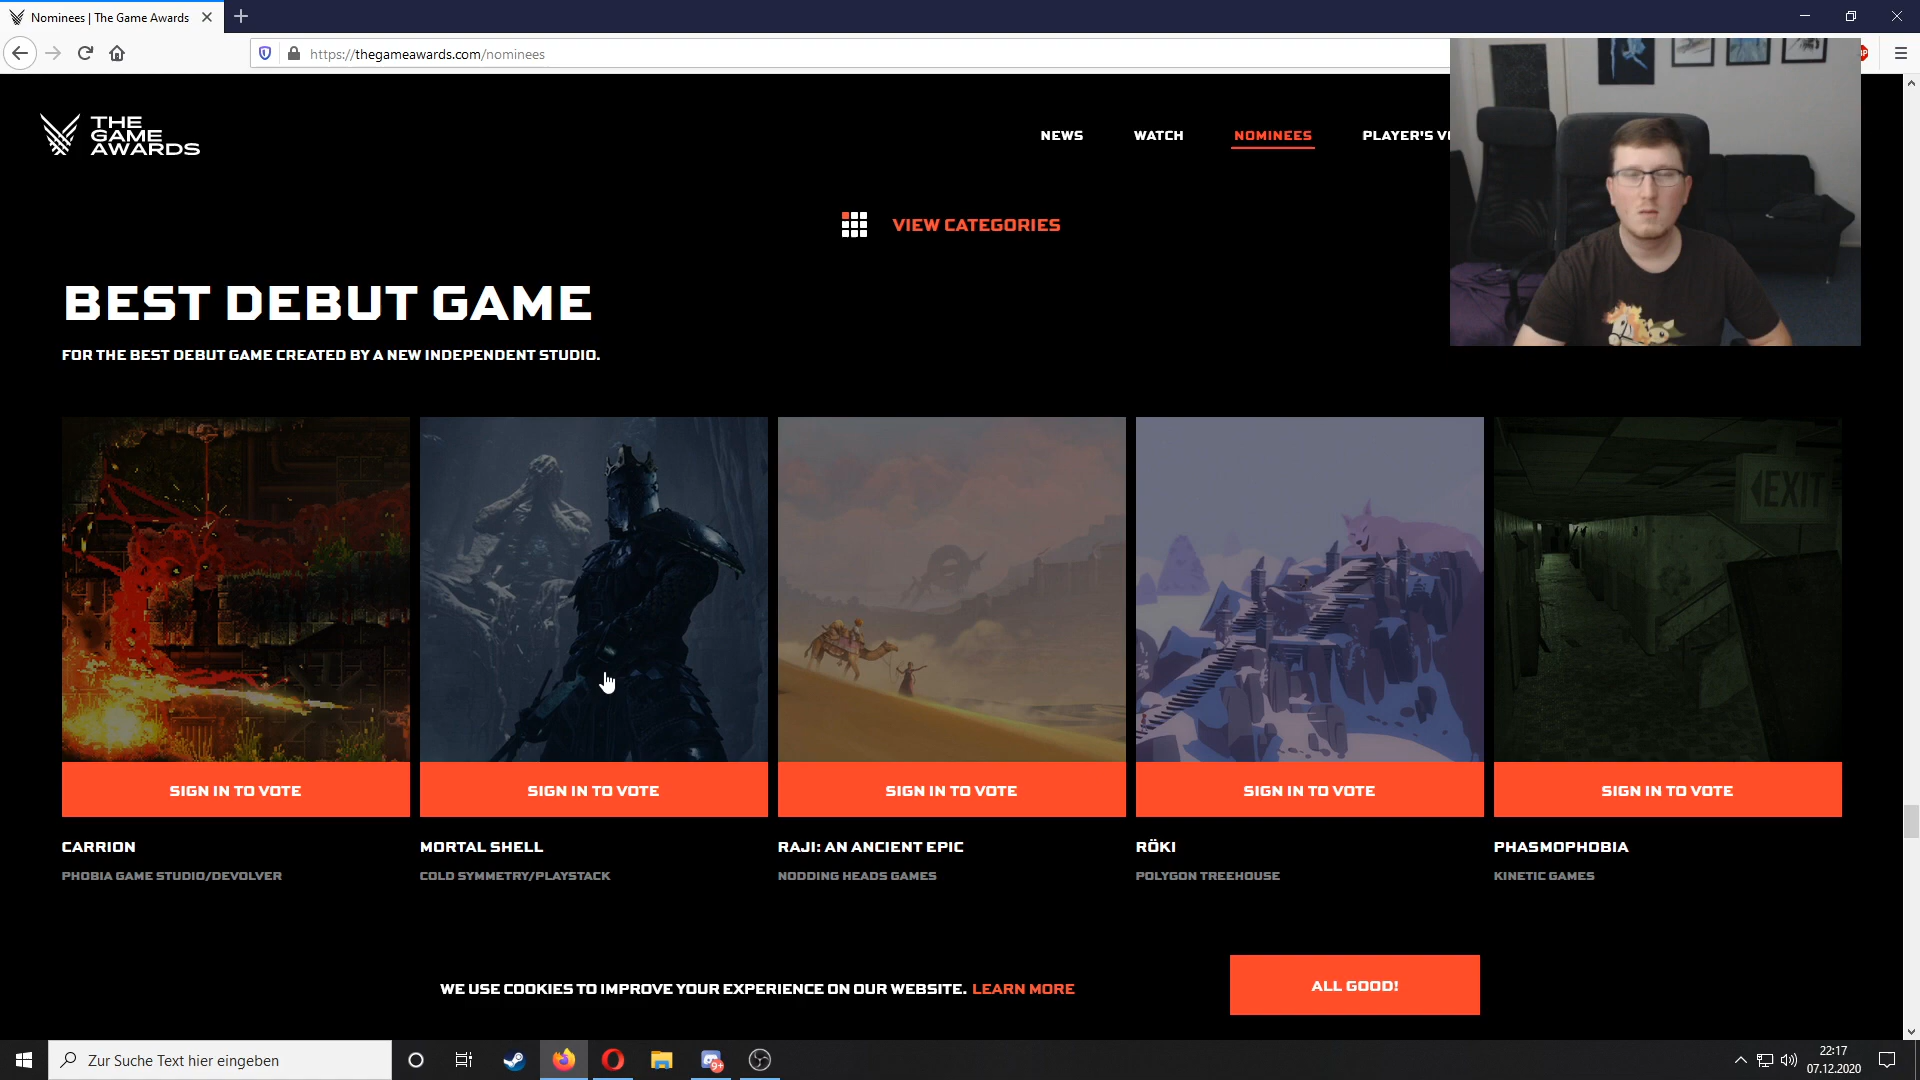 Nominees | The Game Awards
https://thegameawards.com/nominees
THE
GAME
AWARDS
NEWS
WATCH
NOMINEES
PLAYER'S
VIEW CATEGORIES
BEST DEBUT GAME
FOR THE BEST DEBUT GAME CREATED BY A NEW INDEPENDENT STUDIO.
EXIT
SIGN IN TO VOTE
SIGN IN TO VOTE
SIGN IN TO VOTE
SIGN IN TO VOTE
SIGN IN TO VOTE
CARRION
MORTAL SHELL
RAJI: AN ANCIENT EPIC
RÖKI
PHASMOPHOBIA
PHOBIA GAME STUDIO/DEVOLVER
COLD SYMMETRY/PLAYSTACK
NODDING HEADS GAMES
POLYGON TREEHOUSE
KINETIC GAMES
WE USE COOKIES TO IMPROVE YOUR EXPERIENCE ON OUR WEBSITE. LEARN MORE
ALL GOOD!
Zur Suche Text hier eingeben
9+
22:17
07.12.2020